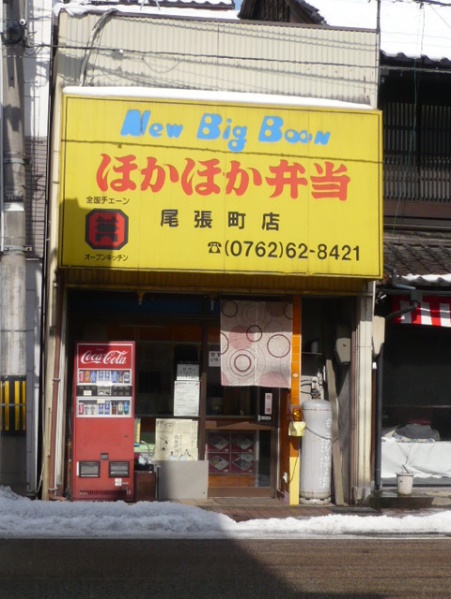 New Big Boon
ほかほか弁当
全国チェーン
尾張町店
オープンキッチン
☎(0762)62-8421
Coca-Cola